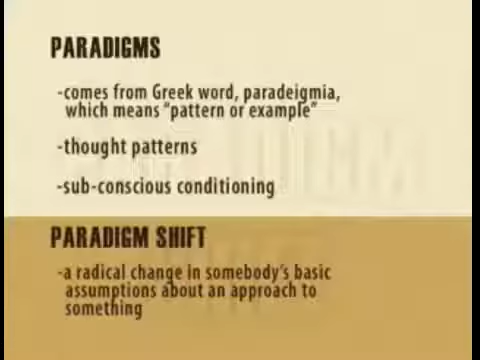 PARADIGMS
-comes from Greek word, paradeigmia,
which means "pattern or example"
-thought patterns
-sub-conscious conditioning
PARADIGM SHIFT
-a radical change in somebody's basic
assumptions about an approach to
something